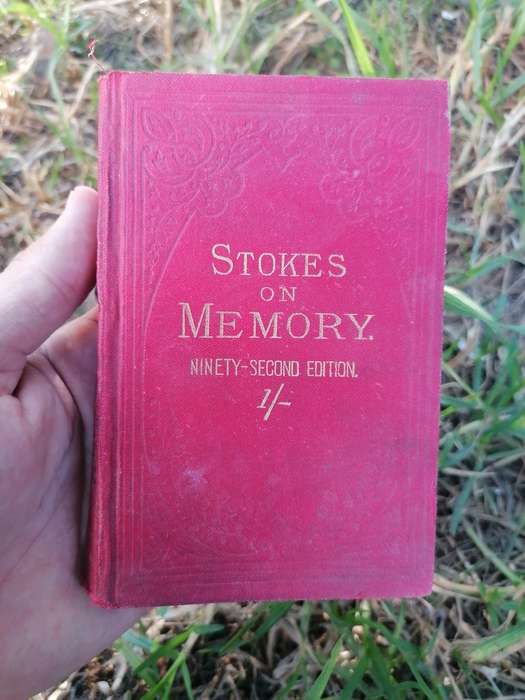 STOKES
ON
MEMORY.
NINETY-SECOND EDITION.
1/-